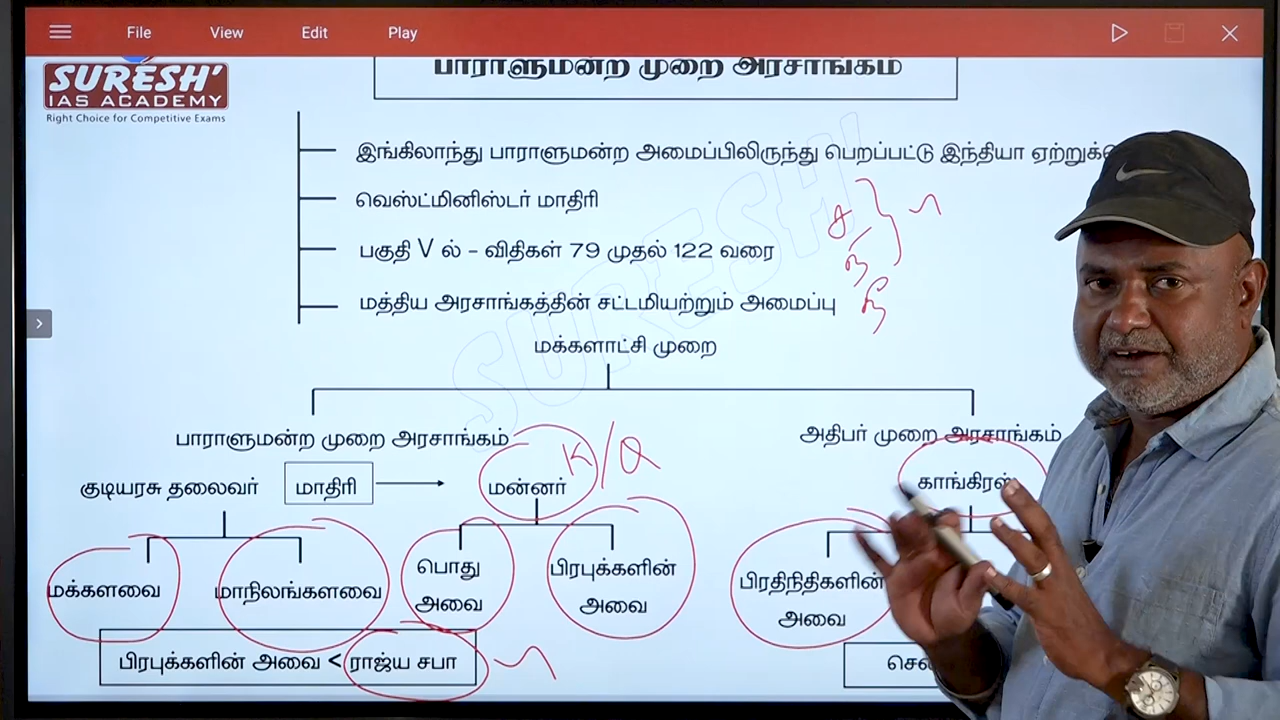 File View Edit Play
SURESH'
IAS ACADEMY
Right Choice for Competitive Exams
பாராளுமன்ற முறை அரசாங்கம்
இங்கிலாந்து பாராளுமன்ற அமைப்பிலிருந்து பெறப்பட்டு இந்தியா
வெஸ்ட்மினிஸ்டர் மாதிரி
பகுதி V ல் – விதிகள் 79 முதல் 122 வரை
மத்திய அரசாங்கத்தின் சட்டமியற்றும் அமைப்பு
SURESH
மக்களாட்சி முறை
பாராளுமன்ற முறை அரசாங்கம்
அதிபர் முறை அரசாங்கம்
K/Q
குடியரசு தலைவர் மாதிரி மன்னர்
காங்கிரஸ்
மக்களவை மாநிலங்களவை
பொது அவை
பிரபுக்களின் அவை
பிரதிநிதிகளின் அவை
பிரபுக்களின் அவை < ராஜ்ய சபா